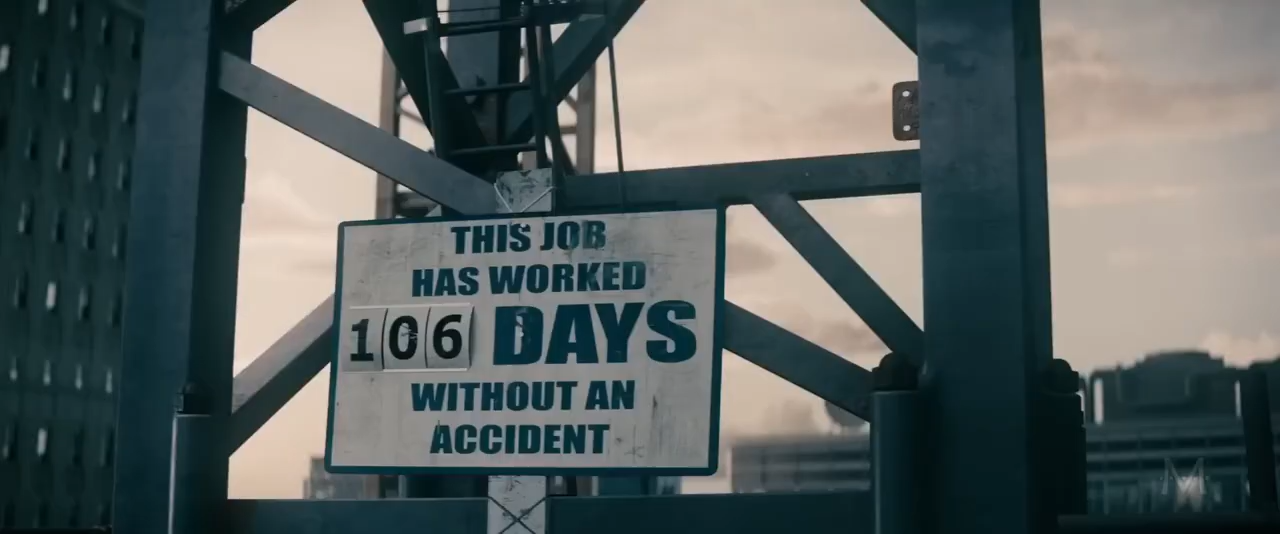 THIS JOB
HAS WORKED
106 DAYS
WITHOUT AN
ACCIDENT